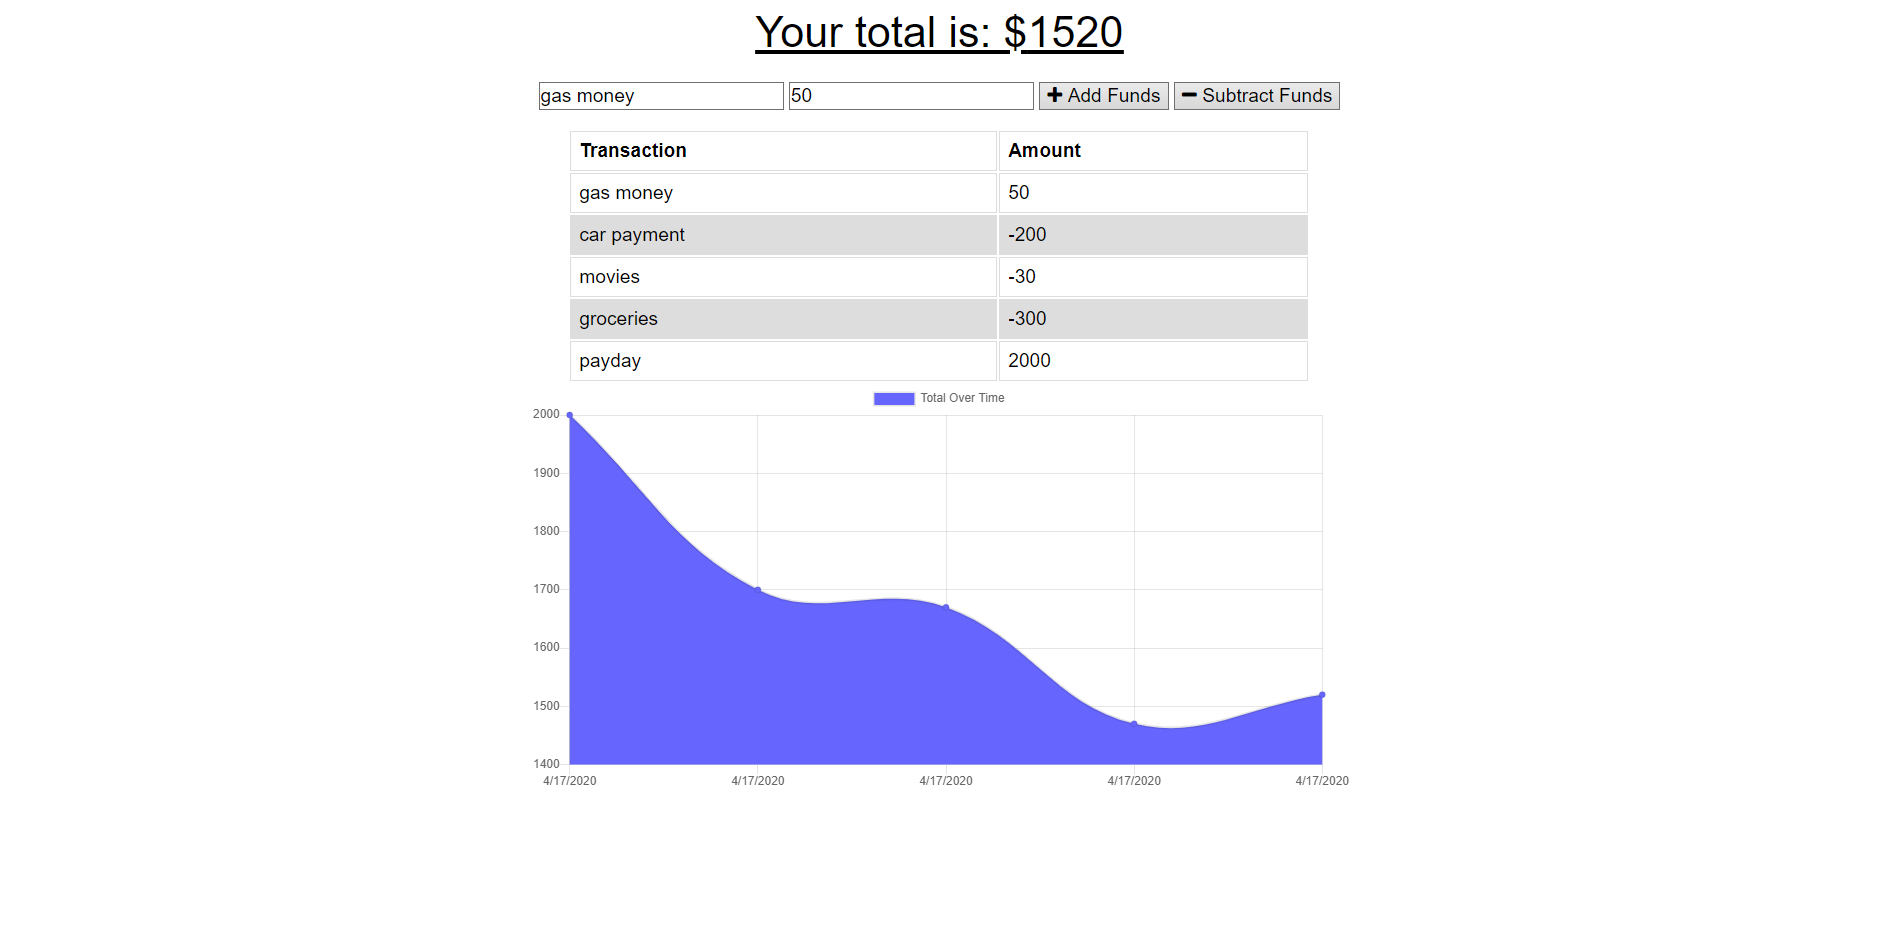 Your total is: $1520
gas money 50 Add Funds Subtract Funds
Transaction Amount
gas money 50
car payment -200
movies -30
groceries -300
payday 2000
Total Over Time
2000
1900
1800
1700
1600
1500
1400
4/17/2020 4/17/2020 4/17/2020 4/17/2020 4/17/2020